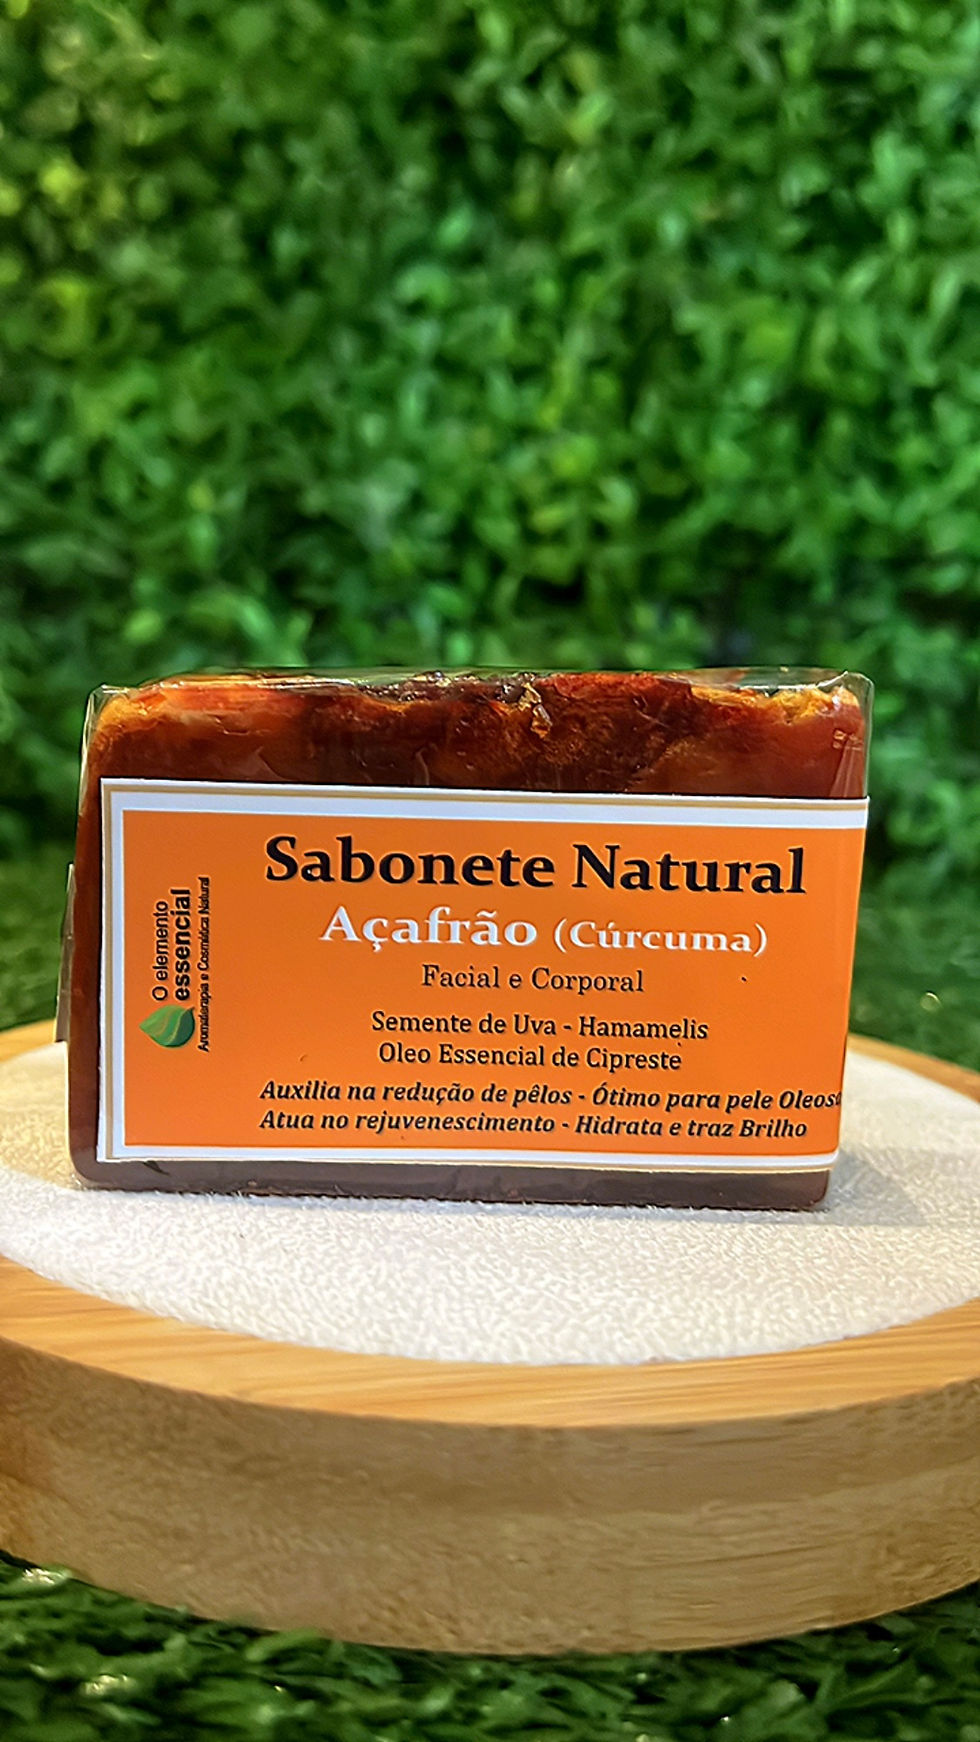 Sabonete Natural
Açafrão (Cúrcuma)
Facial e Corporal
Semente de Uva - Hamamelis
Oleo Essencial de Cipreste
Auxilia na redução de pêlos - Ótimo para pele Oleosa
Atua no rejuvenescimento - Hidrata e traz Brilho
O elemento
essencial
Aromaterapia e Cosmética Natural